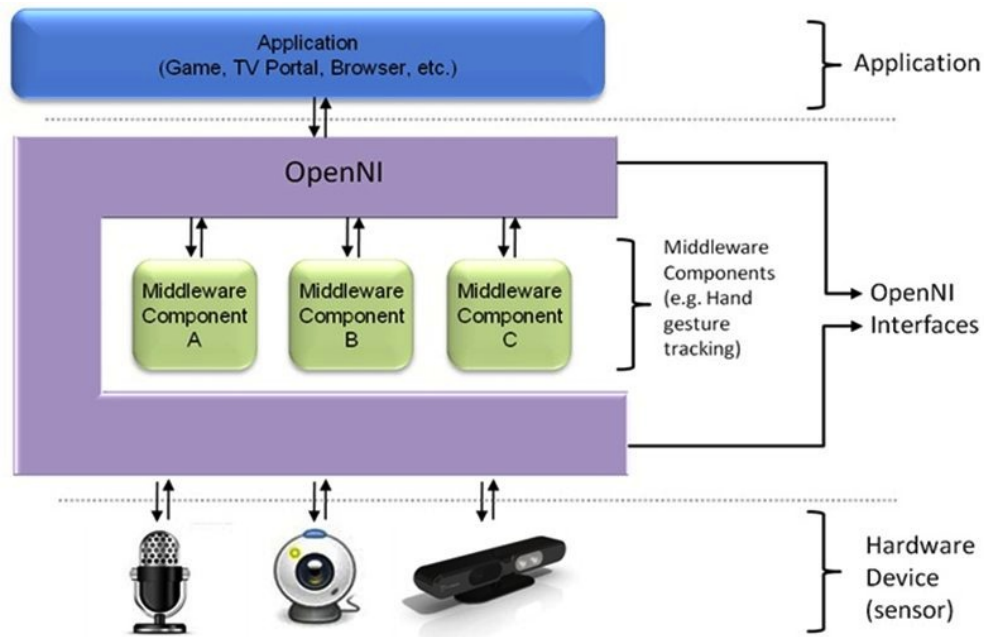 Application
(Game, TV Portal, Browser, etc.)
Application
OpenNI
Middleware
Component
A
Middleware
Component
B
Middleware
Component
C
Middleware
Components
(e.g. Hand
gesture
tracking)
OpenNI
Interfaces
Hardware
Device
(sensor)